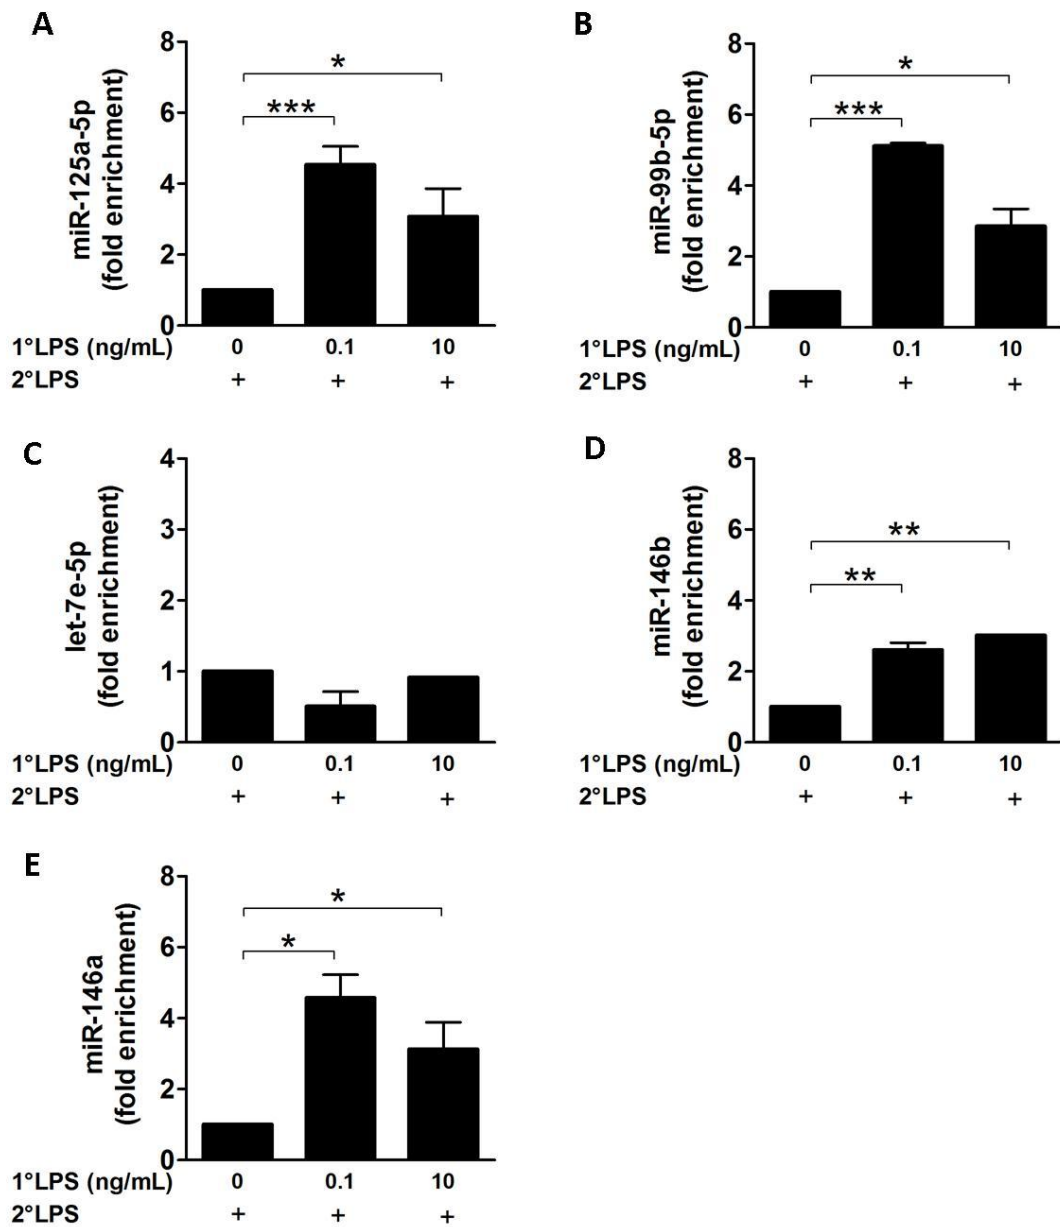 A
miR-125a-5p
(fold enrichment)
8
6
4
2
0
*
***
1°LPS (ng/mL) 0 0.1 10
2°LPS + + +
B
miR-99b-5p
(fold enrichment)
8
6
4
2
0
*
***
1°LPS (ng/mL) 0 0.1 10
2°LPS + + +
C
let-7e-5p
(fold enrichment)
4
3
2
1
0
1°LPS (ng/mL) 0 0.1 10
2°LPS + + +
D
miR-146b
(fold enrichment)
8
6
4
2
0
**
**
1°LPS (ng/mL) 0 0.1 10
2°LPS + + +
E
miR-146a
(fold enrichment)
8
6
4
2
0
*
*
1°LPS (ng/mL) 0 0.1 10
2°LPS + + +